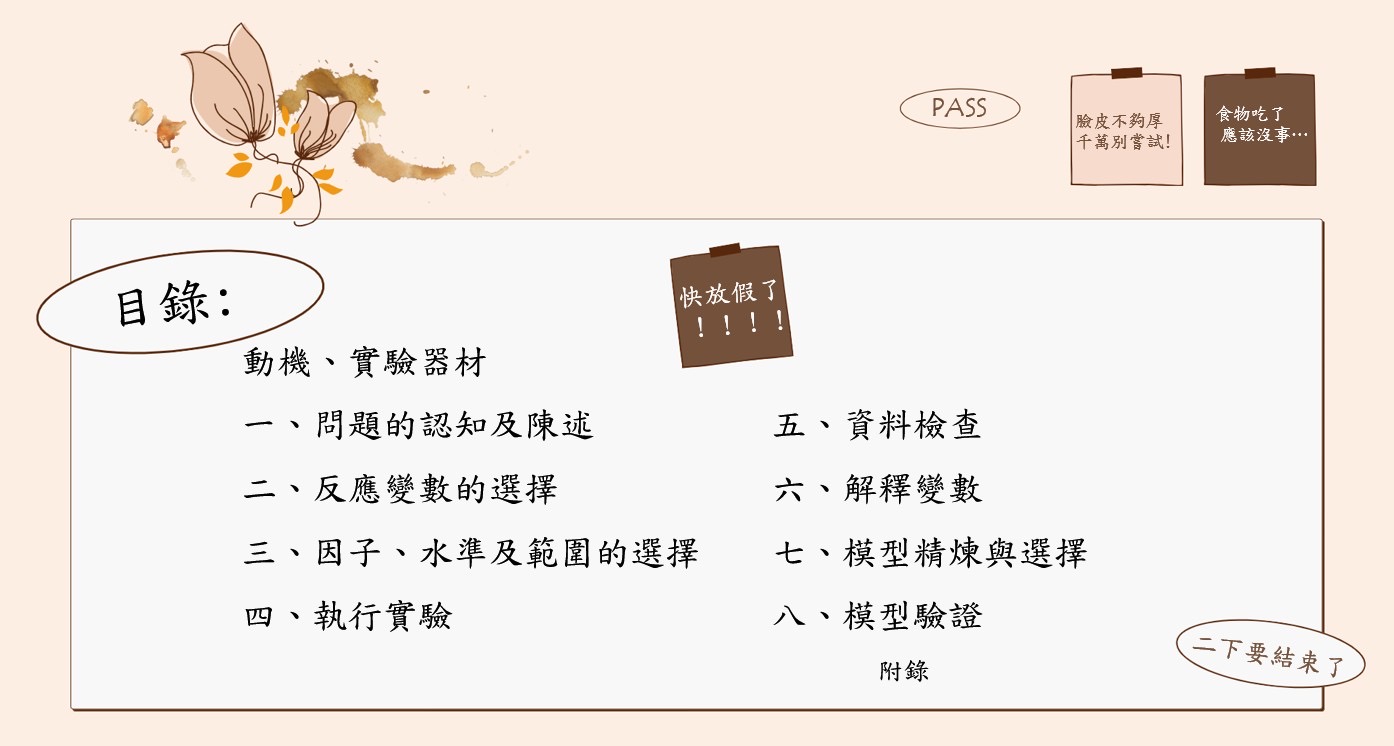 PASS
臉皮不夠厚
千萬別嘗試!
食物吃了
應該沒事…
目錄:
快放假了
！！！！
動機、實驗器材
一、問題的認知及陳述
二、反應變數的選擇
三、因子、水準及範圍的選擇
四、執行實驗
五、資料檢查
六、解釋變數
七、模型精煉與選擇
八、模型驗證
附錄
二下要結束了